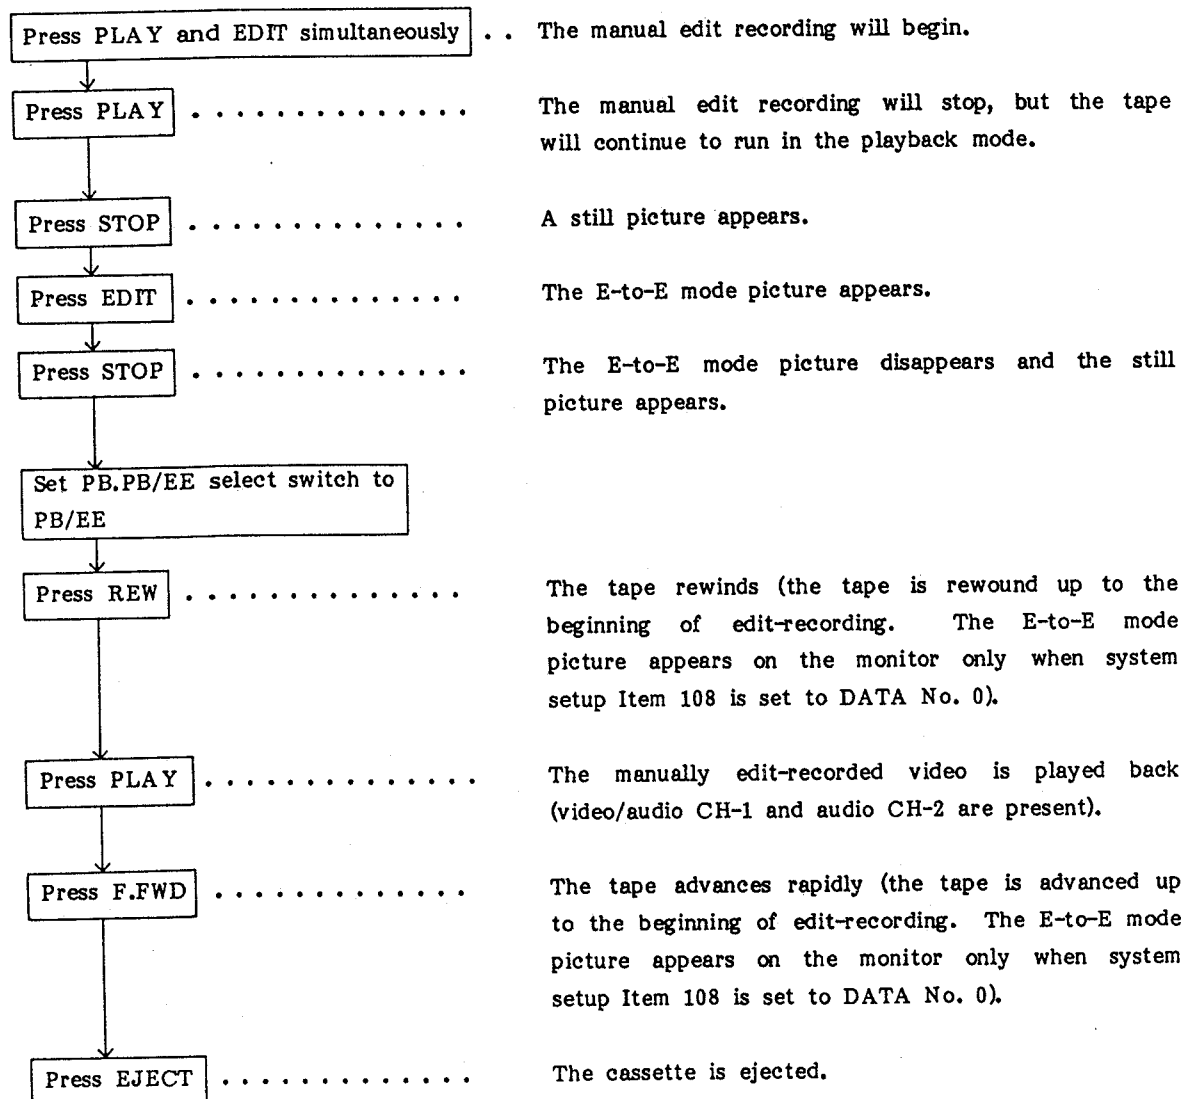 Press PLAY and EDIT simultaneously . . The manual edit recording will begin.
Press PLAY . . . . . . . . . . . . . . The manual edit recording will stop, but the tape
will continue to run in the playback mode.
Press STOP . . . . . . . . . . . . . . A still picture appears.
Press EDIT . . . . . . . . . . . . . . The E-to-E mode picture appears.
Press STOP . . . . . . . . . . . . . . The E-to-E mode picture disappears and the still
picture appears.
Set PB.PB/EE select switch to
PB/EE
Press REW . . . . . . . . . . . . . . The tape rewinds (the tape is rewound up to the
beginning of edit-recording. The E-to-E mode
picture appears on the monitor only when system
setup Item 108 is set to DATA No. 0).
Press PLAY . . . . . . . . . . . . . . The manually edit-recorded video is played back
(video/audio CH-1 and audio CH-2 are present).
Press F.FWD . . . . . . . . . . . . . The tape advances rapidly (the tape is advanced up
to the beginning of edit-recording. The E-to-E mode
picture appears on the monitor only when system
setup Item 108 is set to DATA No. 0).
Press EJECT . . . . . . . . . . . . . The cassette is ejected.